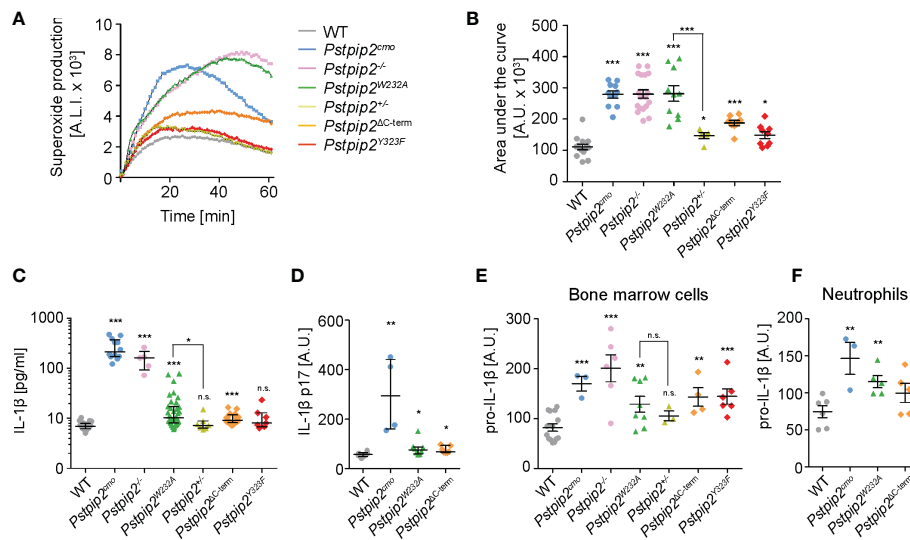 A
Superoxide production
[A.L.I. x 10³]
10
8
6
4
2
0
0
20
40
60
Time [min]
WT
Pstpip2ᶜᵐᵒ
Pstpip2⁻/⁻
Pstpip2ᵂ²³²ᴬ
Pstpip2⁺/⁻
Pstpip2ΔC-term
Pstpip2Y323F
B
Area under the curve
[A.U. x 10³]
500
400
300
200
100
0
***
***
***
***
*
***
*
WT
Pstpip2ᶜᵐᵒ
Pstpip2⁻/⁻
Pstpip2ᵂ²³²ᴬ
Pstpip2⁺/⁻
Pstpip2ΔC-term
Pstpip2Y323F
C
IL-1β [pg/ml]
1000
100
10
10
0
***
***
***
*
n.s.
***
n.s.
WT
Pstpip2ᶜᵐᵒ
Pstpip2⁻/⁻
Pstpip2ᵂ²³²ᴬ
Pstpip2⁺/⁻
Pstpip2ΔC-term
Pstpip2Y323F
D
IL-1β p17 [A.U.]
600
400
200
0
**
*
*
WT
Pstpip2ᶜᵐᵒ
Pstpip2ᵂ²³²ᴬ
Pstpip2ΔC-term
E
Bone marrow cells
pro-IL-1β [A.U.]
300
200
100
0
***
***
**
n.s.
n.s.
**
***
WT
Pstpip2ᶜᵐᵒ
Pstpip2⁻/⁻
Pstpip2ᵂ²³²ᴬ
Pstpip2⁺/⁻
Pstpip2ΔC-term
Pstpip2Y323F
F
Neutrophils
pro-IL-1β [A.U.]
200
150
100
50
0
**
**
WT
Pstpip2ᶜᵐᵒ
Pstpip2ᵂ²³²ᴬ
Pstpip2ΔC-term